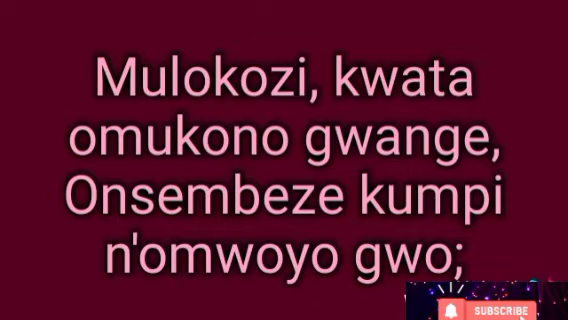 Mulokozi, kwata
omukono gwange,
Onsembeze kumpi
n'omwoyo gwo;
SUBSCRIBE